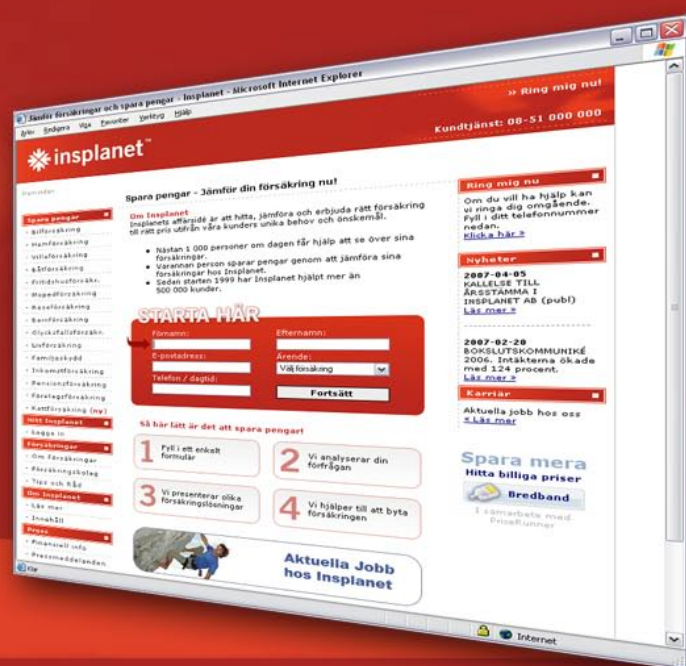 Jämför försäkringar och spara pengar - Insplanet - Microsoft Internet Explorer
Arkiv Redigera Visa Favoriter Verktyg Hjälp
» Ring mig nu!
Kundtjänst: 08-51 000 000
insplanet™
Spara pengar - Jämför din försäkring nu!
Spara pengar
- Bilförsäkring
- Hemförsäkring
- Villaförsäkring
- Båtförsäkring
- Fritidshusförsäkr.
- Mopedförsäkring
- Reseförsäkring
- Barnförsäkring
- Olycksfallsförsäkr.
- Livförsäkring
- Familjeskydd
- Inkomstförsäkring
- Pensionsförsäkring
- Företagsförsäkring
- Kattförsäkring (ny)
Mitt Insplanet
- Logga in
Försäkringar
- Om försäkringar
- Försäkringsbolag
- Tips och Råd
Om Insplanet
- Läs mer
- Innehåll
Press
- Finansiell info
- Pressmeddelanden
Om Insplanet
Insplanets affärsidé är att hitta, jämföra och erbjuda rätt försäkring
till rätt pris utifrån våra kunders unika behov och önskemål.
Nästan 1 000 personer om dagen får hjälp att se över sina
försäkringar.
Varannan person sparar pengar genom att jämföra sina
försäkringar hos Insplanet.
Sedan starten 1999 har Insplanet hjälpt mer än
500 000 kunder.
STARTA HÄR
Förnamn:
Efternamn:
E-postadress:
Ärende:
Välj försäkring
Telefon / dagtid:
Fortsätt
Så här lätt är det att spara pengar!
1 Fyll i ett enkelt
formulär
2 Vi analyserar din
förfrågan
3 Vi presenterar olika
försäkringslösningar
4 Vi hjälper till att byta
försäkringen
Aktuella Jobb
hos Insplanet
Ring mig nu
Om du vill ha hjälp kan
vi ringa dig omgående.
Fyll i ditt telefonnummer
nedan.
Klicka här »
Nyheter
2007-04-05
KALLELSE TILL
ÅRSSTÄMMA I
INSPLANET AB (publ)
Läs mer »
2007-02-20
BOKSLUTSKOMMUNIKÉ
2006. Intäkterna ökade
med 124 procent.
Läs mer »
Karriär
Aktuella jobb hos oss
« Läs mer
Spara mera
Hitta billiga priser
Bredband
I samarbete med
PriceRunner
Klar
Internet